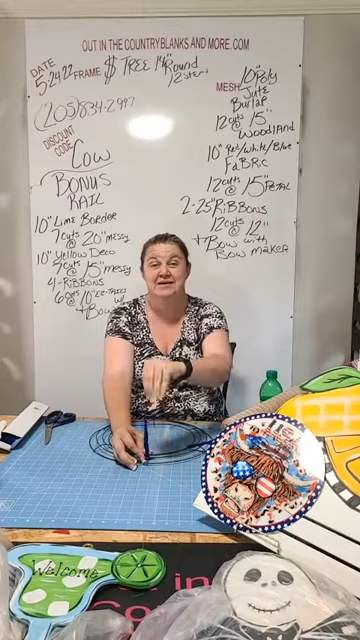 OUT IN THE COUNTRYBLANKS AND MORE.COM
DATE 5·24·22
FRAME $ TREE 14" Round
12 stem
(205) 834-2997
DISCOUNT CODE Cow
BONUS RAIL
10" Lime Border
7 cuts @ 20" messy
10" Yellow Deco
7 cuts @ 15" messy
4-RiBBONS
+Bow
MESH 10" Poly Jute Burlap
12 cuts @ 15"
Woodland
10" Red/White/Blue
FaBRiC
12 cuts @ 15" PeTAL
2-2.5" RiBBONS
12 cuts @ 12"
+Bow with
Bow maker
Welcome
in